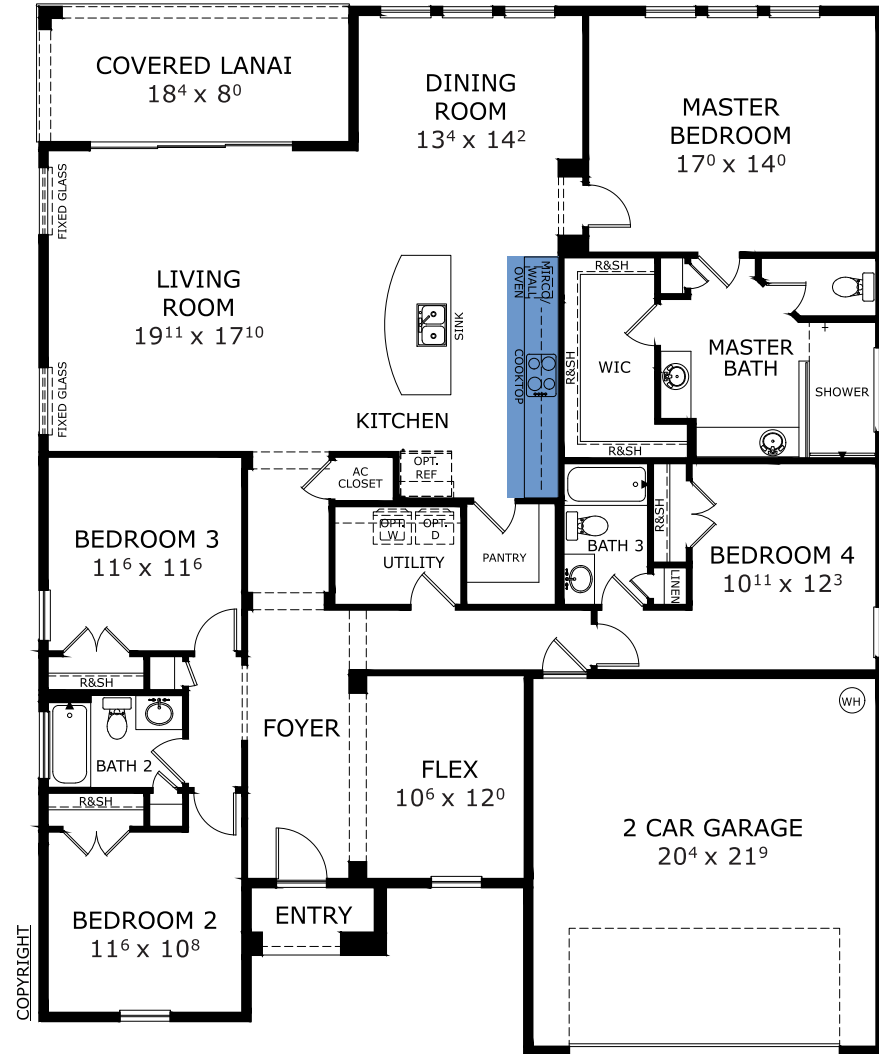 COVERED LANAI
18⁴ x 8⁰
DINING
ROOM
13⁴ x 14²
MASTER
BEDROOM
17⁰ x 14⁰
FIXED GLASS
LIVING
ROOM
19¹¹ x 17¹⁰
SINK
MIRCO/
WALL
OVEN
COOKTOP
R&SH
R&SH
WIC
R&SH
MASTER
BATH
SHOWER
FIXED GLASS
KITCHEN
AC
CLOSET
OPT.
REF
BEDROOM 3
11⁶ x 11⁶
OPT.
W
OPT.
D
UTILITY
PANTRY
BATH 3
R&SH
LINEN
BEDROOM 4
10¹¹ x 12³
R&SH
BATH 2
R&SH
FOYER
FLEX
10⁶ x 12⁰
WH
2 CAR GARAGE
20⁴ x 21⁹
BEDROOM 2
11⁶ x 10⁸
ENTRY
COPYRIGHT